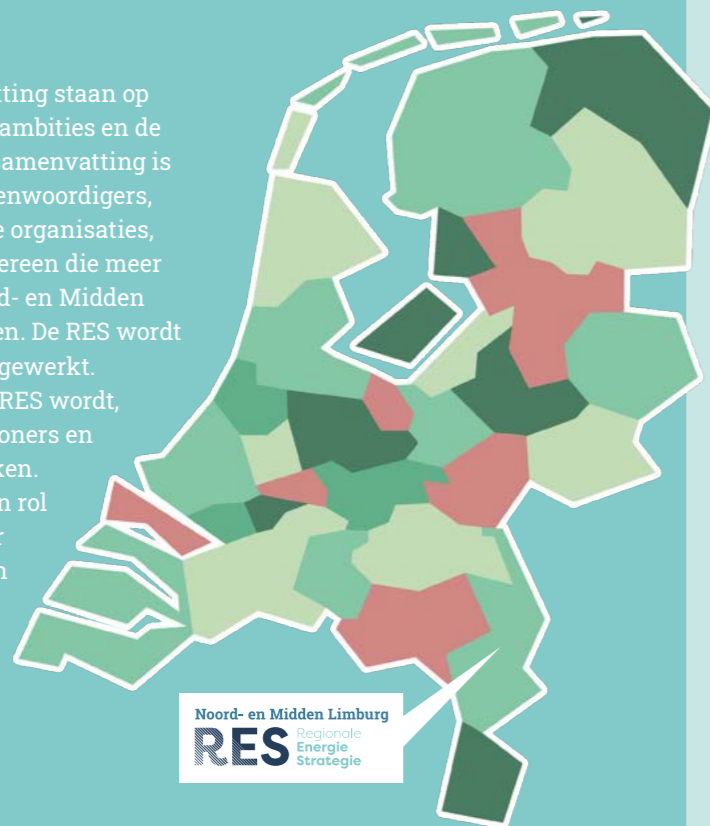 tting staan op
ambities en de
samenvatting is
enwoordigers,
e organisaties,
ereen die meer
d- en Midden
en. De RES wordt
gewerkt.
RES wordt,
oners en
ken.
n rol
r
n
Noord- en Midden Limburg
RES Regionale
Energie
Strategie